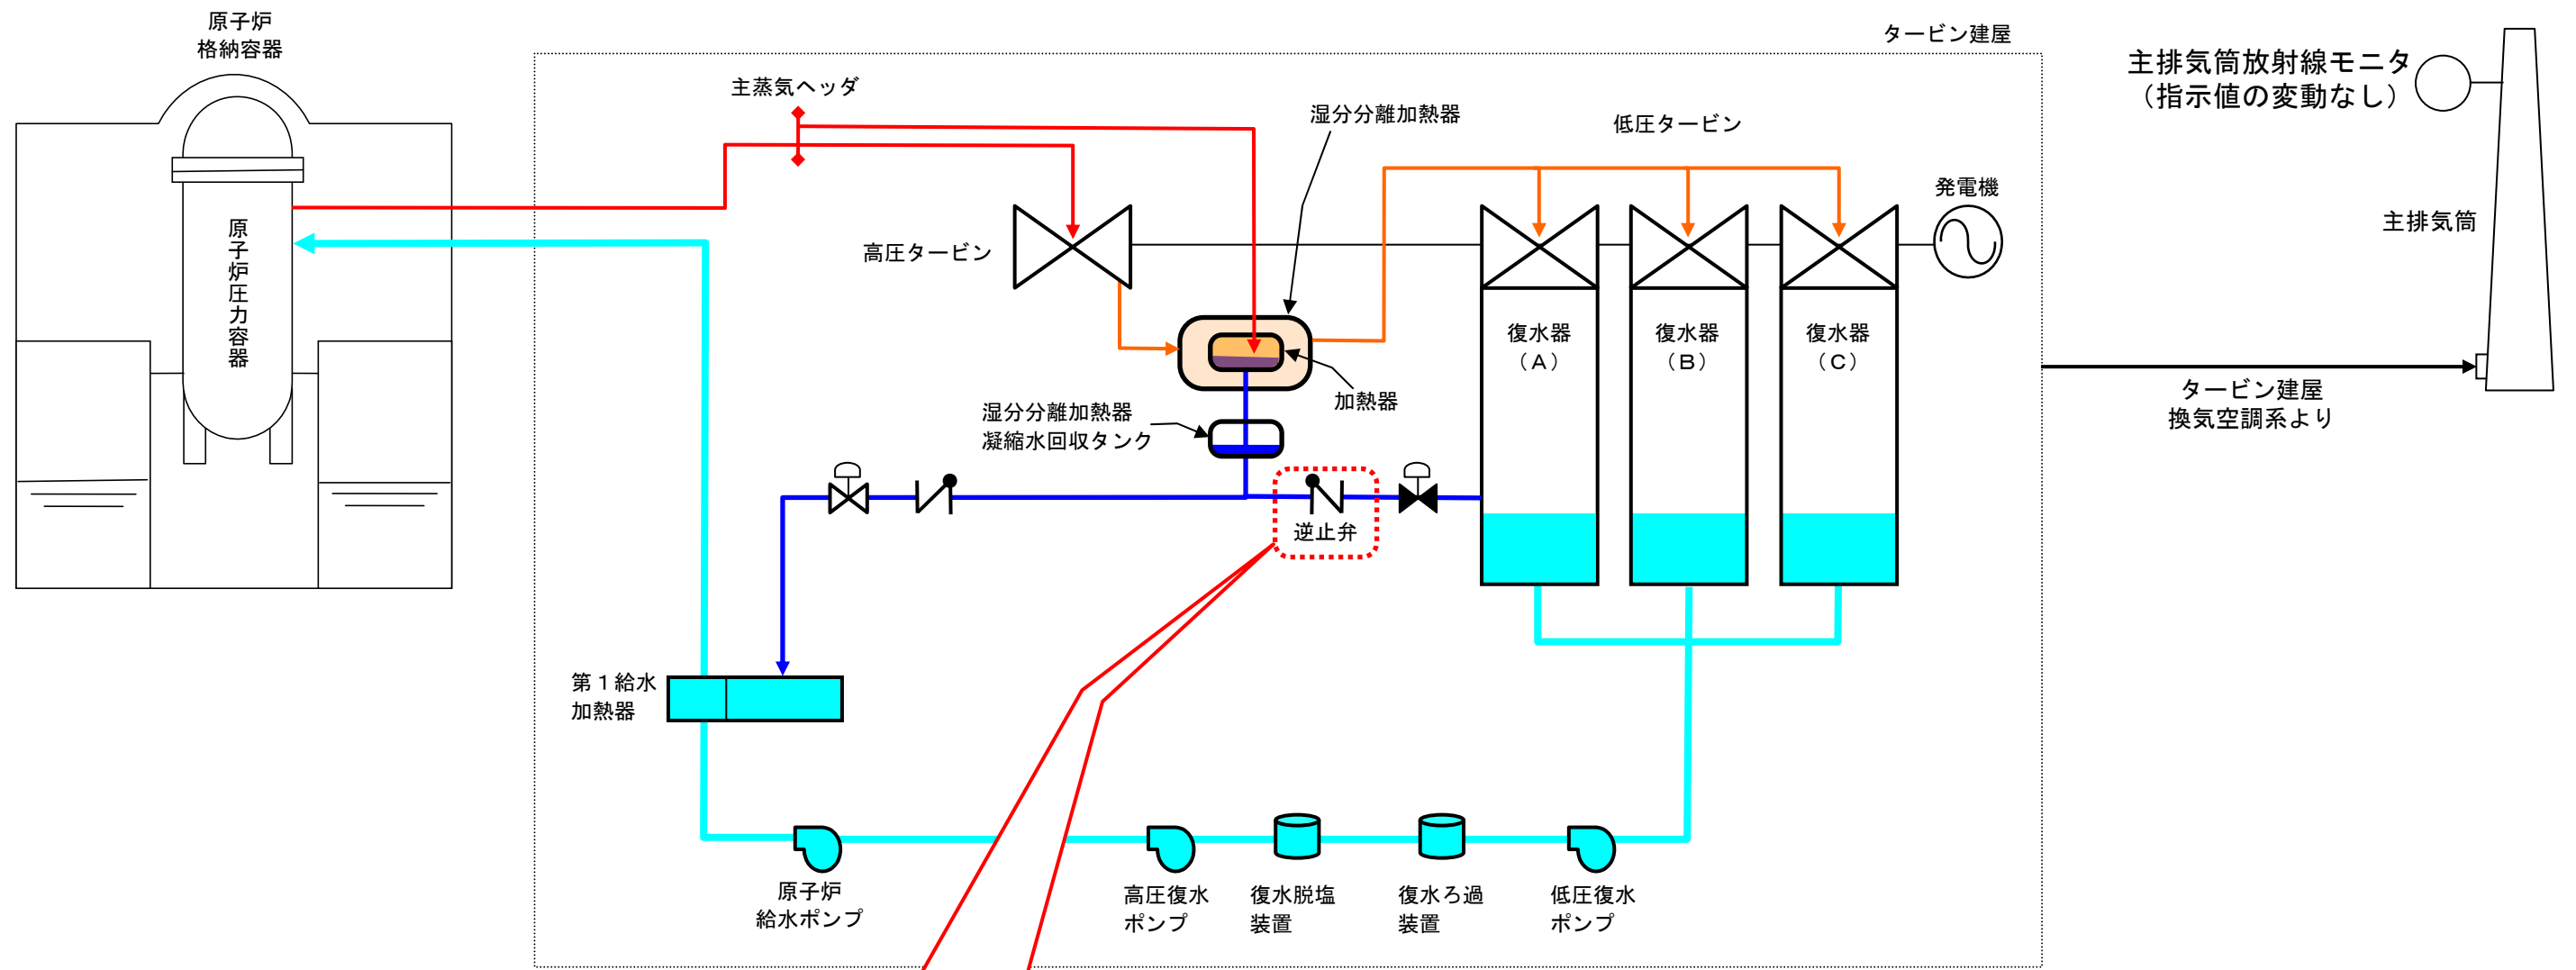 原子炉
格納容器
原子炉圧力容器
タービン建屋
主蒸気ヘッダ
湿分分離加熱器
低圧タービン
発電機
高圧タービン
復水器
（A）
復水器
（B）
復水器
（C）
加熱器
湿分分離加熱器
凝縮水回収タンク
逆止弁
第１給水
加熱器
原子炉
給水ポンプ
高圧復水
ポンプ
復水脱塩
装置
復水ろ過
装置
低圧復水
ポンプ
主排気筒放射線モニタ
（指示値の変動なし）
主排気筒
タービン建屋
換気空調系より